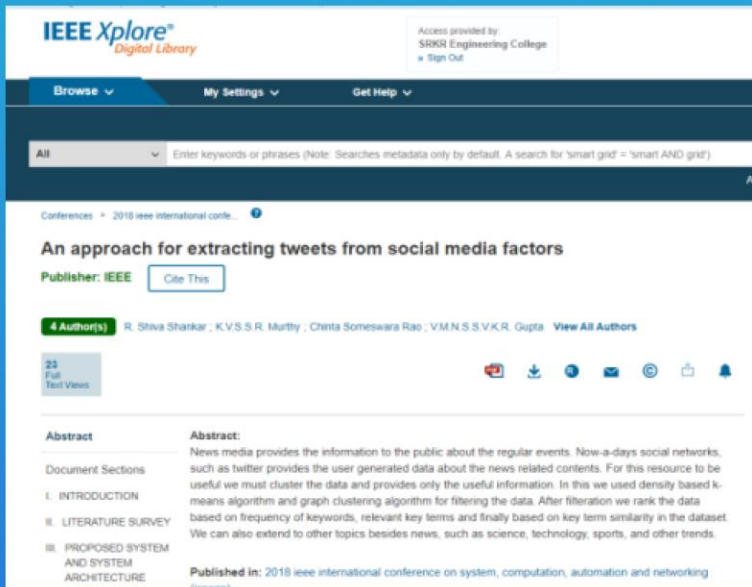 IEEE Xplore®
Digital Library
Access provided by:
SRKR Engineering College
» Sign Out
Browse
My Settings
Get Help
All
Enter keywords or phrases (Note: Searches metadata only by default. A search for 'smart grid' = 'smart AND grid')
A
Conferences > 2018 ieee international confe... ?
An approach for extracting tweets from social media factors
Publisher: IEEE
Cite This
4 Author(s)
R. Shiva Shankar ; K.V.S.S.R. Murthy ; Chinta Someswara Rao ; V.M.N.S.S.V.K.R. Gupta View All Authors
23
Full
Text Views
R
©
Abstract
Document Sections
I. INTRODUCTION
II. LITERATURE SURVEY
III. PROPOSED SYSTEM
AND SYSTEM
ARCHITECTURE
Abstract:
News media provides the information to the public about the regular events. Now-a-days social networks,
such as twitter provides the user generated data about the news related contents. For this resource to be
useful we must cluster the data and provides only the useful information. In this we used density based k-
means algorithm and graph clustering algorithm for filtering the data. After filteration we rank the data
based on frequency of keywords, relevant key terms and finally based on key term similarity in the dataset.
We can also extend to other topics besides news, such as science, technology, sports, and other trends.
Published in: 2018 ieee international conference on system, computation, automation and networking